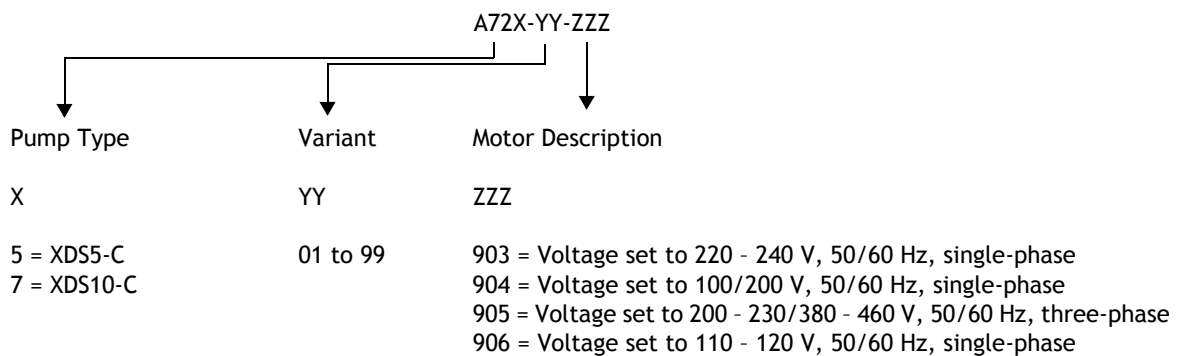 A72X-YY-ZZZ
Pump Type Variant Motor Description
X YY ZZZ
5 = XDS5-C 01 to 99 903 = Voltage set to 220 - 240 V, 50/60 Hz, single-phase
7 = XDS10-C 904 = Voltage set to 100/200 V, 50/60 Hz, single-phase
905 = Voltage set to 200 - 230/380 - 460 V, 50/60 Hz, three-phase
906 = Voltage set to 110 - 120 V, 50/60 Hz, single-phase